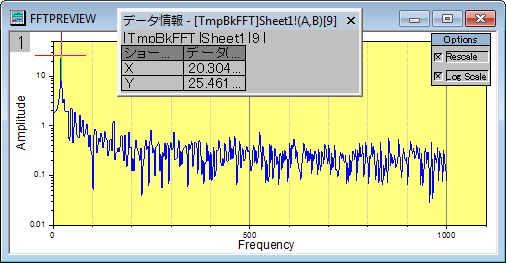 FFTPREVIEW
データ情報 - [TmpBkFFT]Sheet1!(A,B)[9]
[TmpBkFFT]Sheet1 | 9 |
ショー... データ(...
X 20.304...
Y 25.461...
1
Options
Rescale
Log Scale
Amplitude
10
1
0.1
0.01
0 500 1000
Frequency